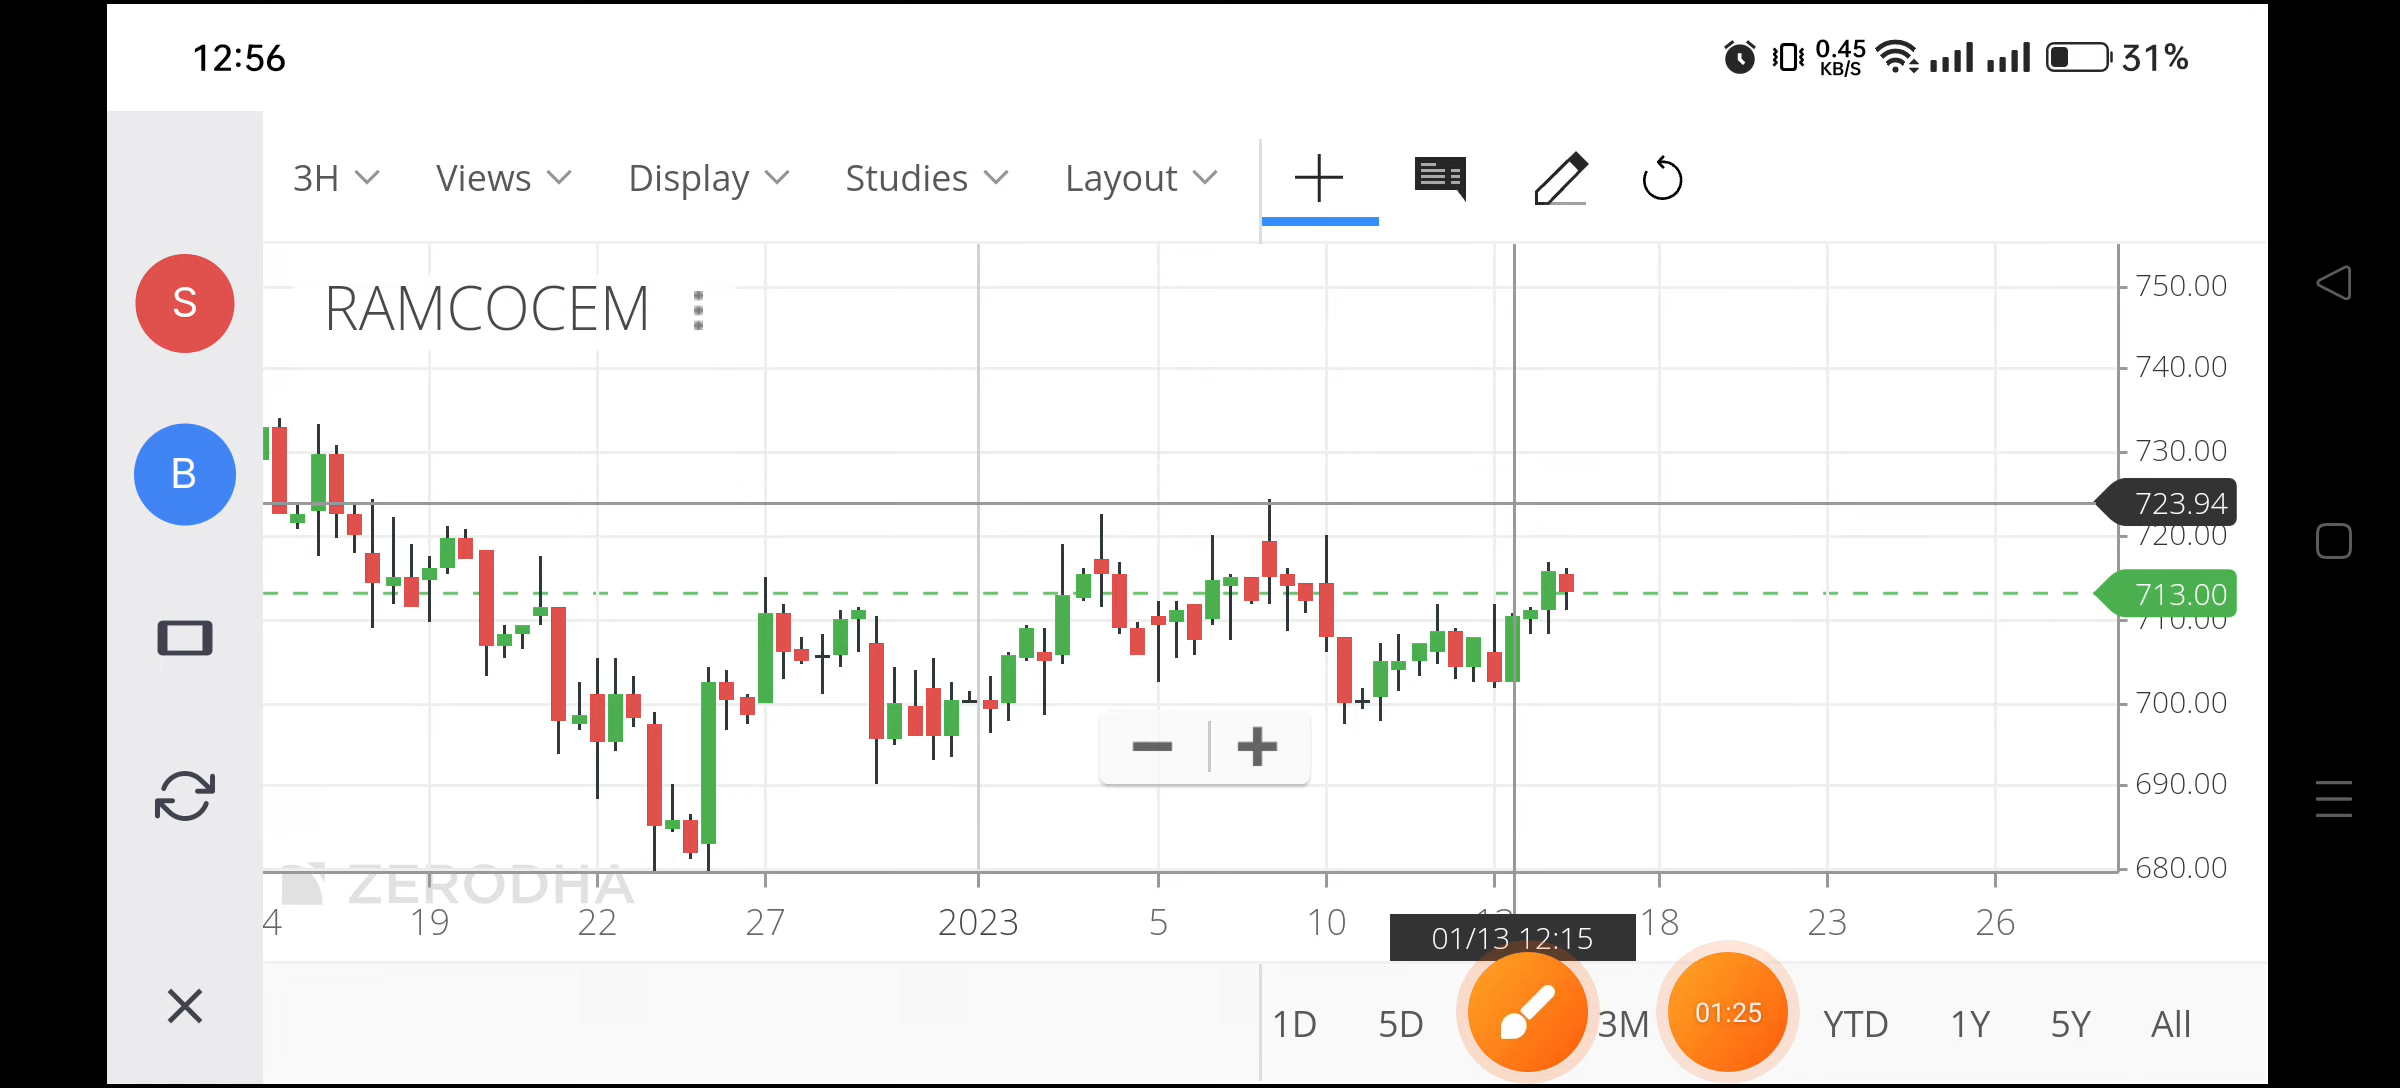 12:56
0.45
KB/S
31%
3H Views Display Studies Layout
S
RAMCOCEM
B
750.00
740.00
730.00
723.94
720.00
713.00
710.00
700.00
690.00
680.00
ZERODHA
4 19 22 27 2023 5 10 13 18 23 26
01/13 12:15
1D 5D 3M 01:25 YTD 1Y 5Y All